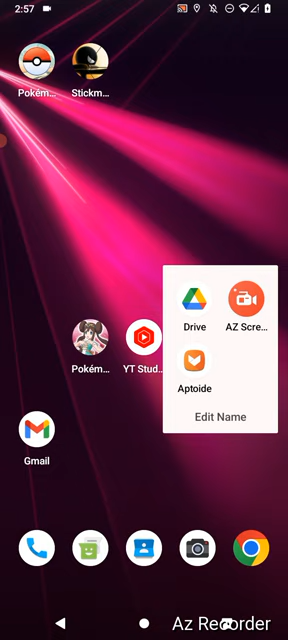 2:57
Pokém... Stickm...
Drive AZ Scre...
Pokém... YT Stud...
Aptoide
Edit Name
Gmail
Az Recorder